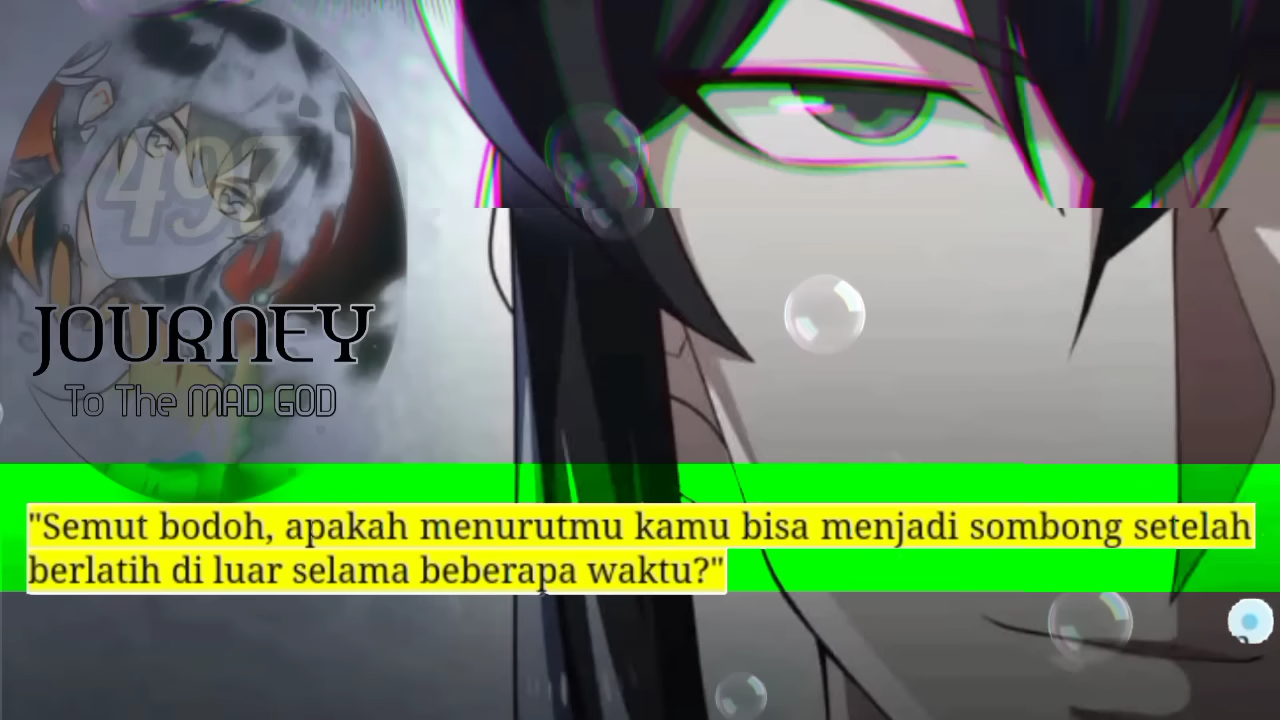 497
JOURNEY
To The MAD GOD
"Semut bodoh, apakah menurutmu kamu bisa menjadi sombong setelah
berlatih di luar selama beberapa waktu?"